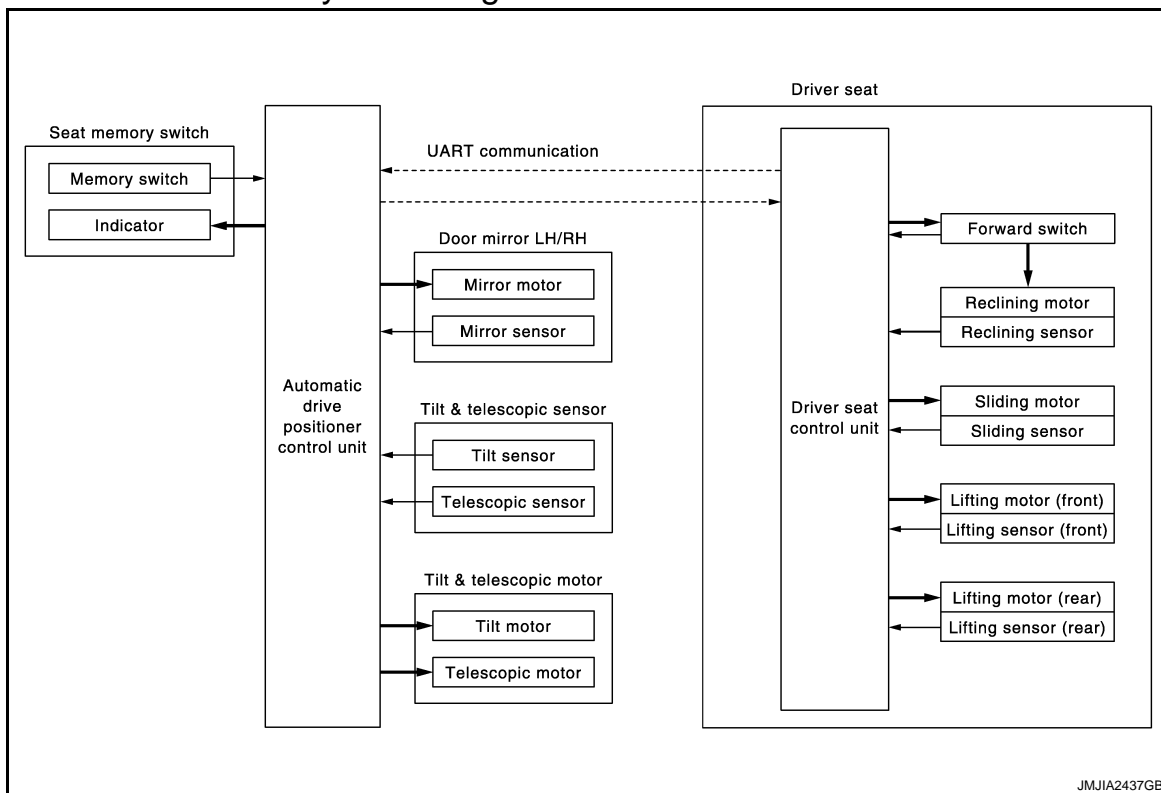 Driver seat
Seat memory switch
Memory switch
Indicator
UART communication
Door mirror LH/RH
Mirror motor
Mirror sensor
Automatic
drive
positioner
control unit
Tilt & telescopic sensor
Tilt sensor
Telescopic sensor
Tilt & telescopic motor
Tilt motor
Telescopic motor
Driver seat
control unit
Forward switch
Reclining motor
Reclining sensor
Sliding motor
Sliding sensor
Lifting motor (front)
Lifting sensor (front)
Lifting motor (rear)
Lifting sensor (rear)
JMJIA2437GB